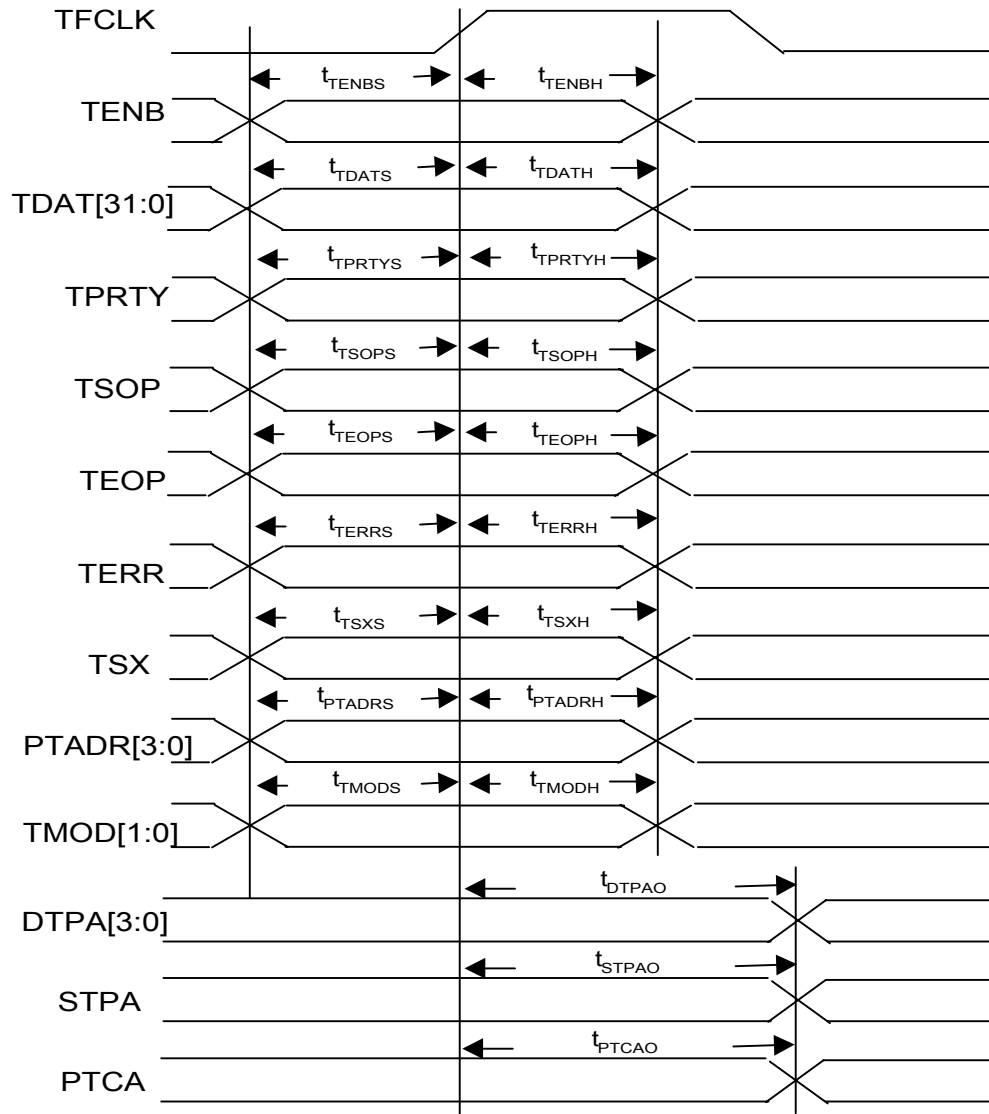 TFCLK
tTENBS tTENBH
TENB
tTDATS tTDATH
TDAT[31:0]
tTPRTYS tTPRTYH
TPRTY
tTSOPS tTSOPH
TSOP
tTEOPS tTEOPH
TEOP
tTERRS tTERRH
TERR
tTSXS tTSXH
TSX
tPTADRS tPTADRH
PTADR[3:0]
tTMODS tTMODH
TMOD[1:0]
tDTPAO
DTPA[3:0]
tSTPAO
STPA
tPTCAO
PTCA